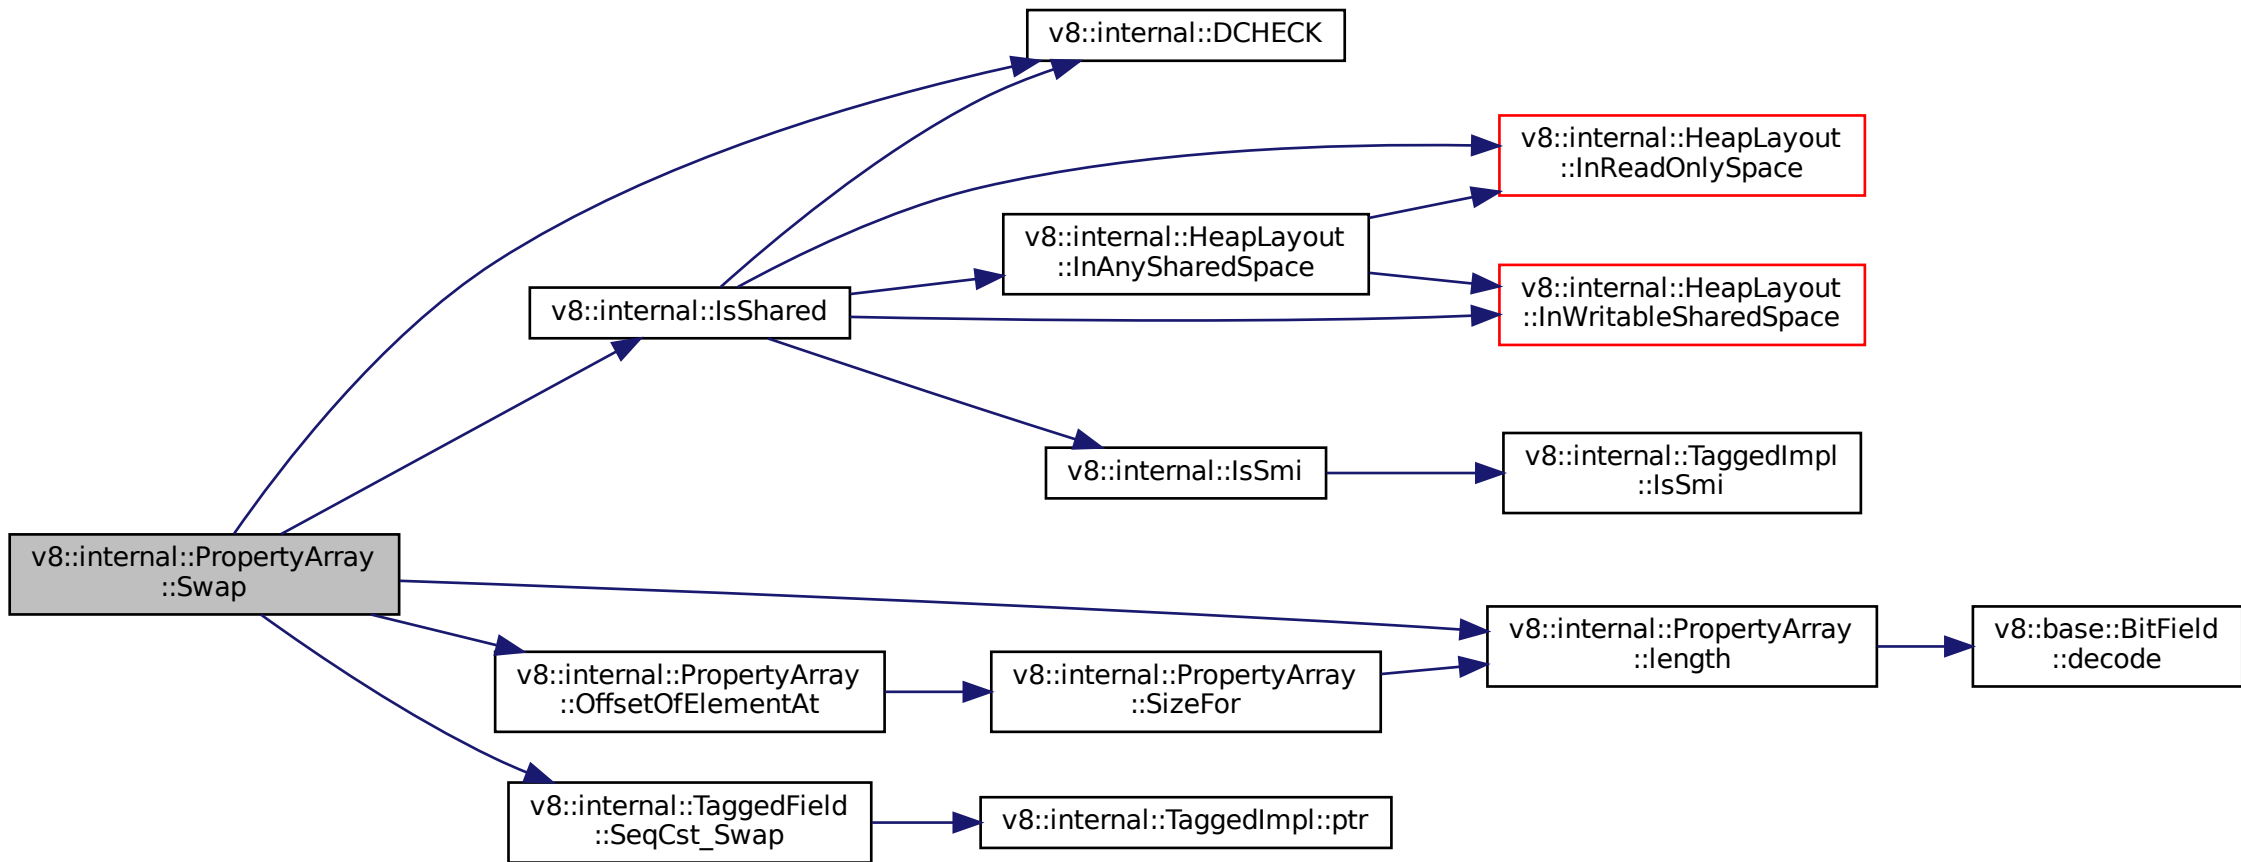 v8::internal::DCHECK
v8::internal::HeapLayout
::InReadOnlySpace
v8::internal::HeapLayout
::InAnySharedSpace
v8::internal::IsShared
v8::internal::HeapLayout
::InWritableSharedSpace
v8::internal::IsSmi
v8::internal::TaggedImpl
::IsSmi
v8::internal::PropertyArray
::Swap
v8::internal::PropertyArray
::length
v8::base::BitField
::decode
v8::internal::PropertyArray
::OffsetOfElementAt
v8::internal::PropertyArray
::SizeFor
v8::internal::TaggedField
::SeqCst_Swap
v8::internal::TaggedImpl::ptr